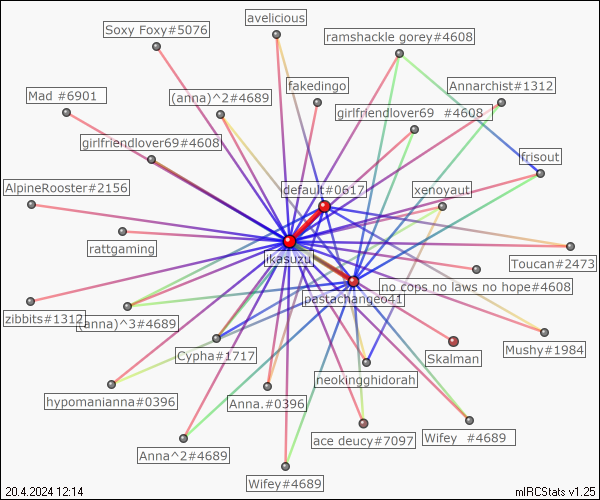 avelicious
Soxy Foxy#5076
ramshackle gorey#4608
fakedingo
Annarchist#1312
Mad #6901
(anna)^2#4689
girlfriendlover69 #4608
girlfriendlover69#4608
frisout
AlpineRooster#2156
default#0617
xenoyaut
rattgaming
ikasuzu
Toucan#2473
no cops no laws no hope#4608
pastachangeo41
zibbits#1312
(anna)^3#4689
Cypha#1717
Skalman
Mushy#1984
neokingghidorah
hypomanianna#0396
Anna.#0396
ace deucy#7097
Wifey #4689
Anna^2#4689
Wifey#4689
20.4.2024 12:14
mIRCStats v1.25